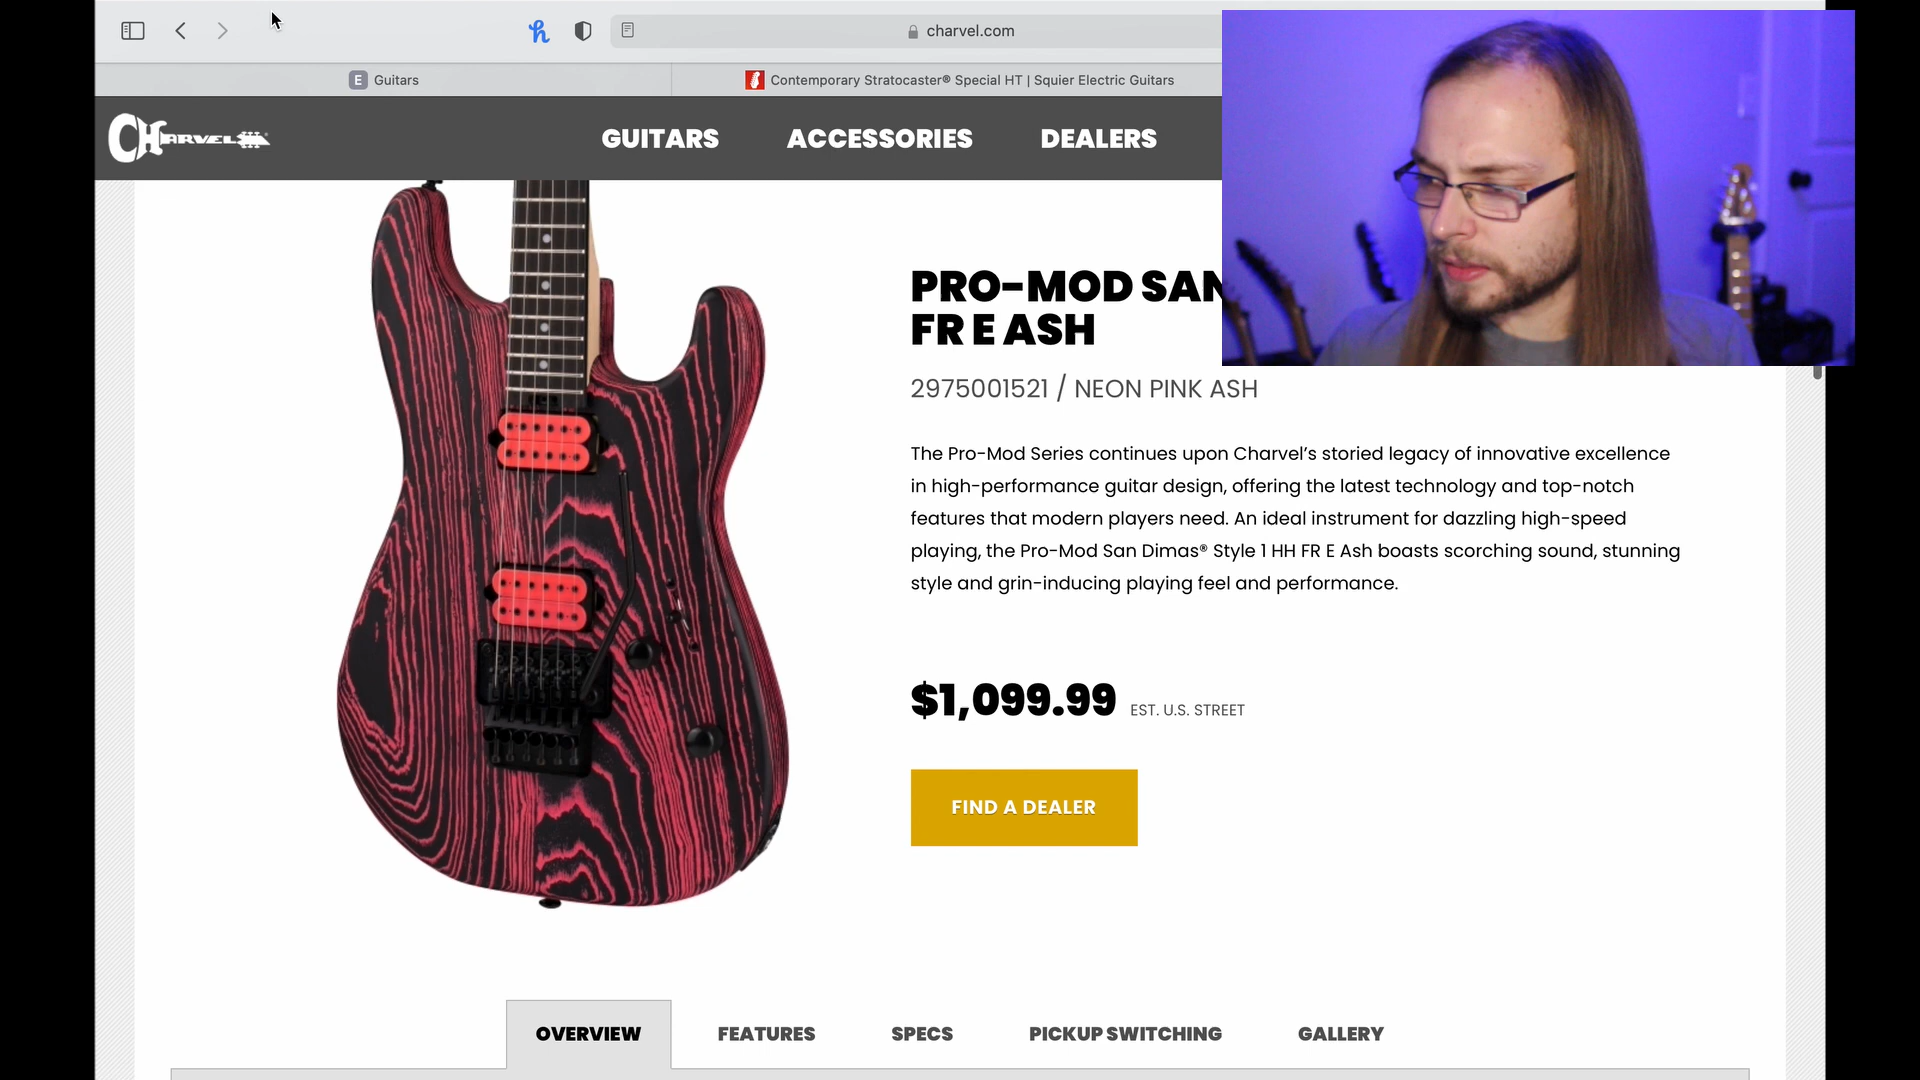 charvel.com
E Guitars
Contemporary Stratocaster® Special HT | Squier Electric Guitars
CHARVEL
GUITARS
ACCESSORIES
DEALERS
PRO-MOD SAN
FR E ASH
2975001521 / NEON PINK ASH
The Pro-Mod Series continues upon Charvel’s storied legacy of innovative excellence
in high-performance guitar design, offering the latest technology and top-notch
features that modern players need. An ideal instrument for dazzling high-speed
playing, the Pro-Mod San Dimas® Style 1 HH FR E Ash boasts scorching sound, stunning
style and grin-inducing playing feel and performance.
$1,099.99 EST. U.S. STREET
FIND A DEALER
OVERVIEW
FEATURES
SPECS
PICKUP SWITCHING
GALLERY